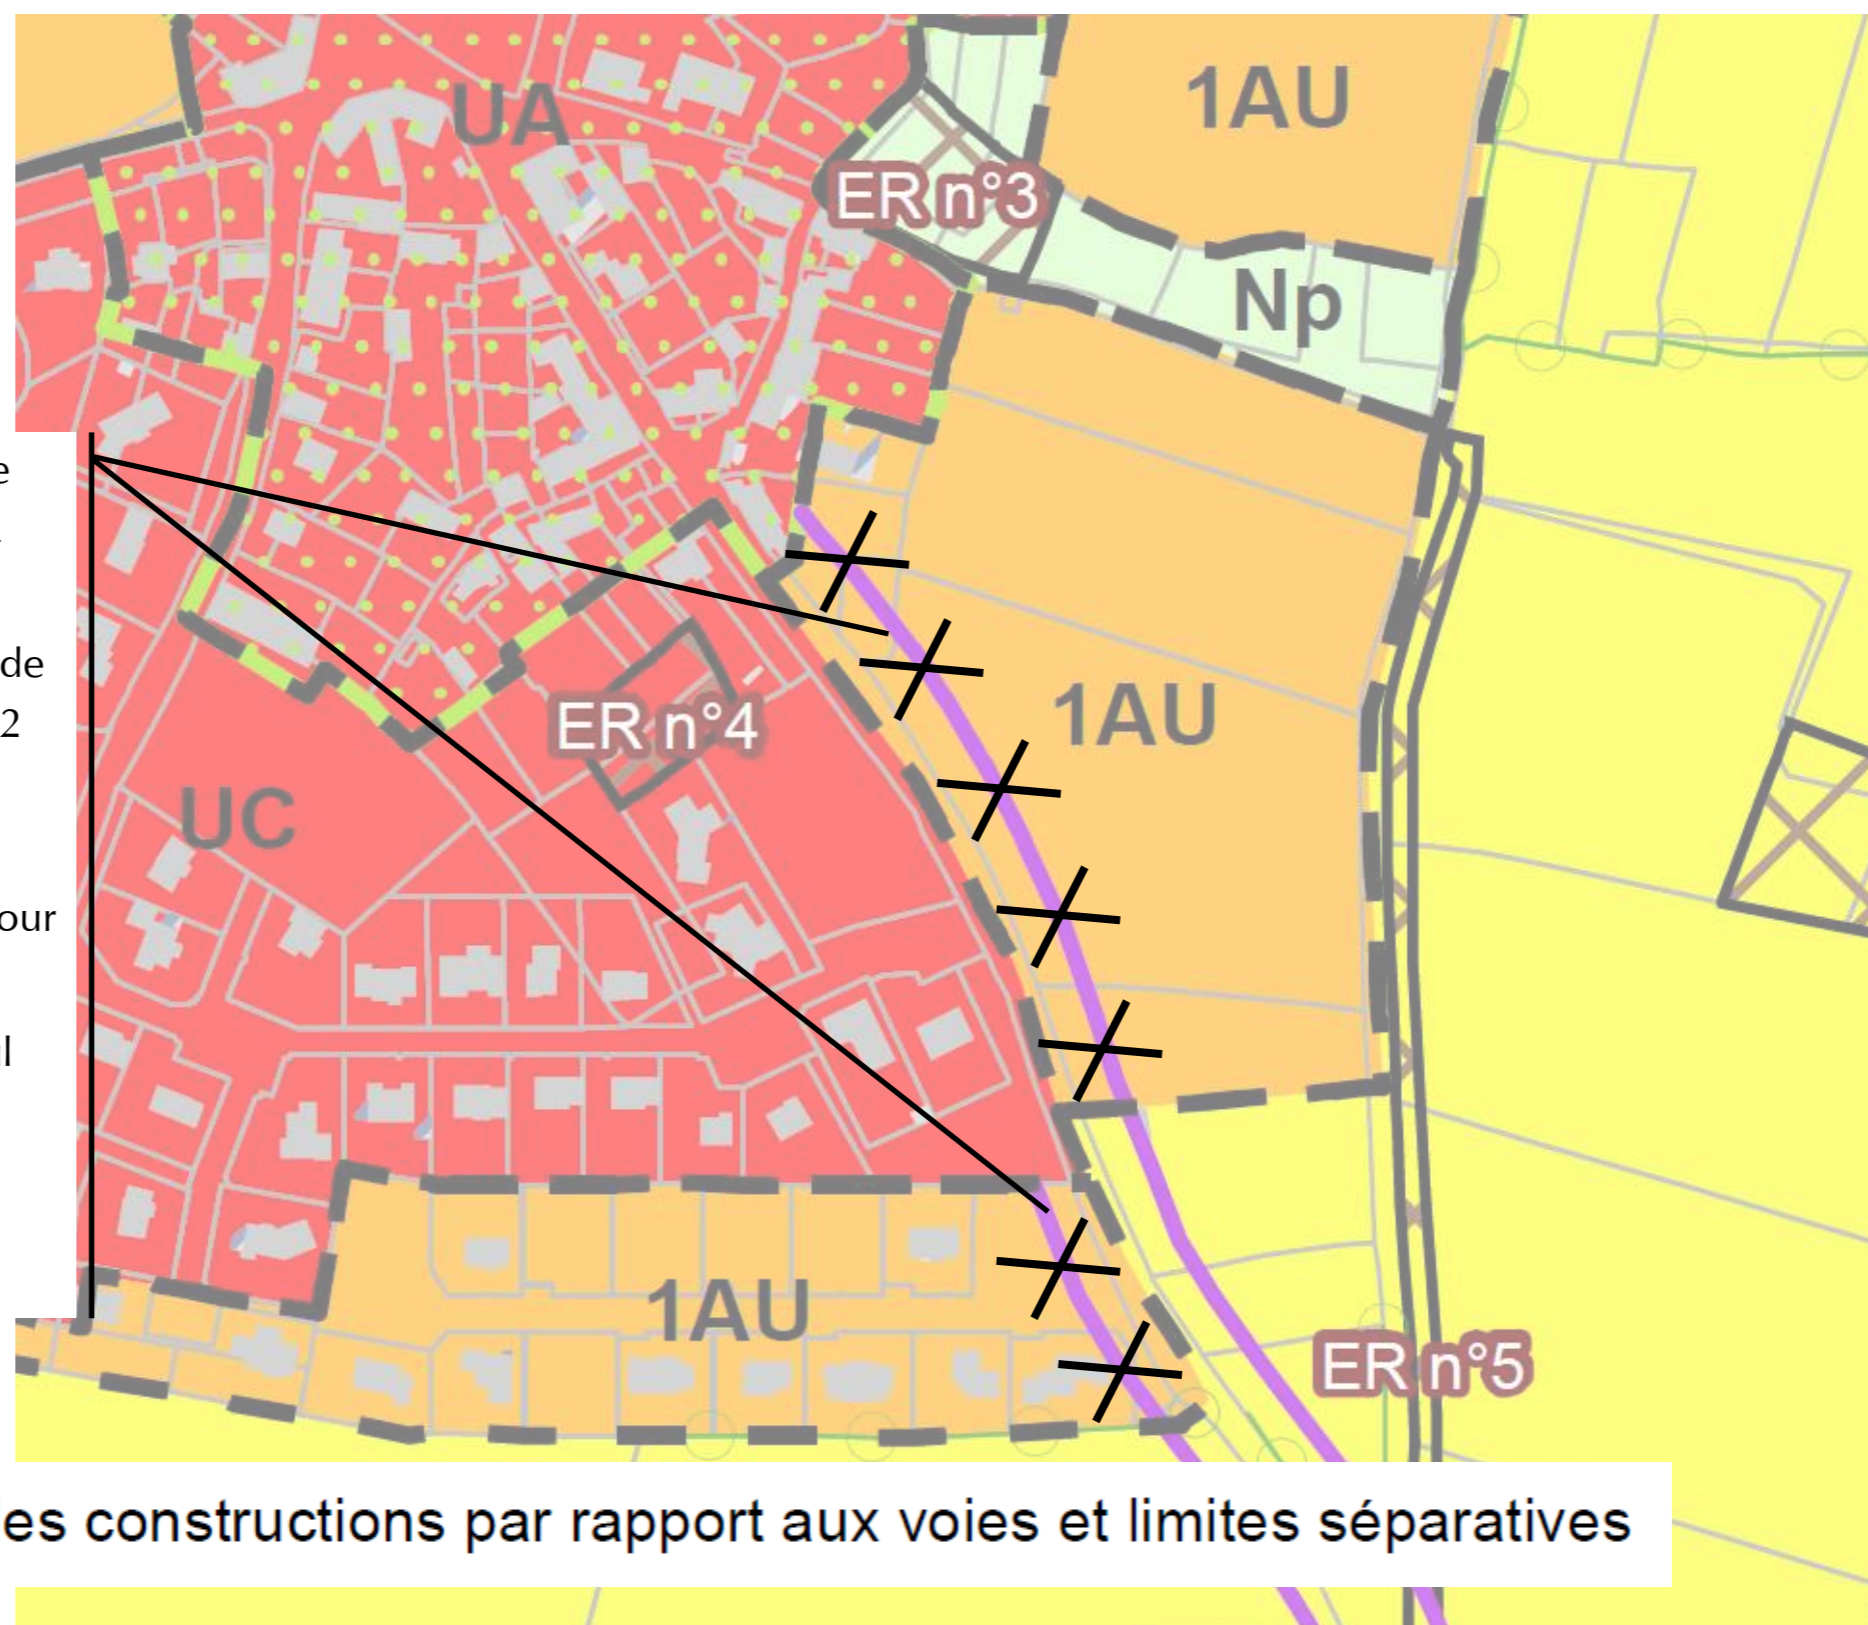 UA
1AU
ER n°3
Np
de
2
1AU
ER n°4
UC
our
1AU
ER n°5
es constructions par rapport aux voies et limites séparatives